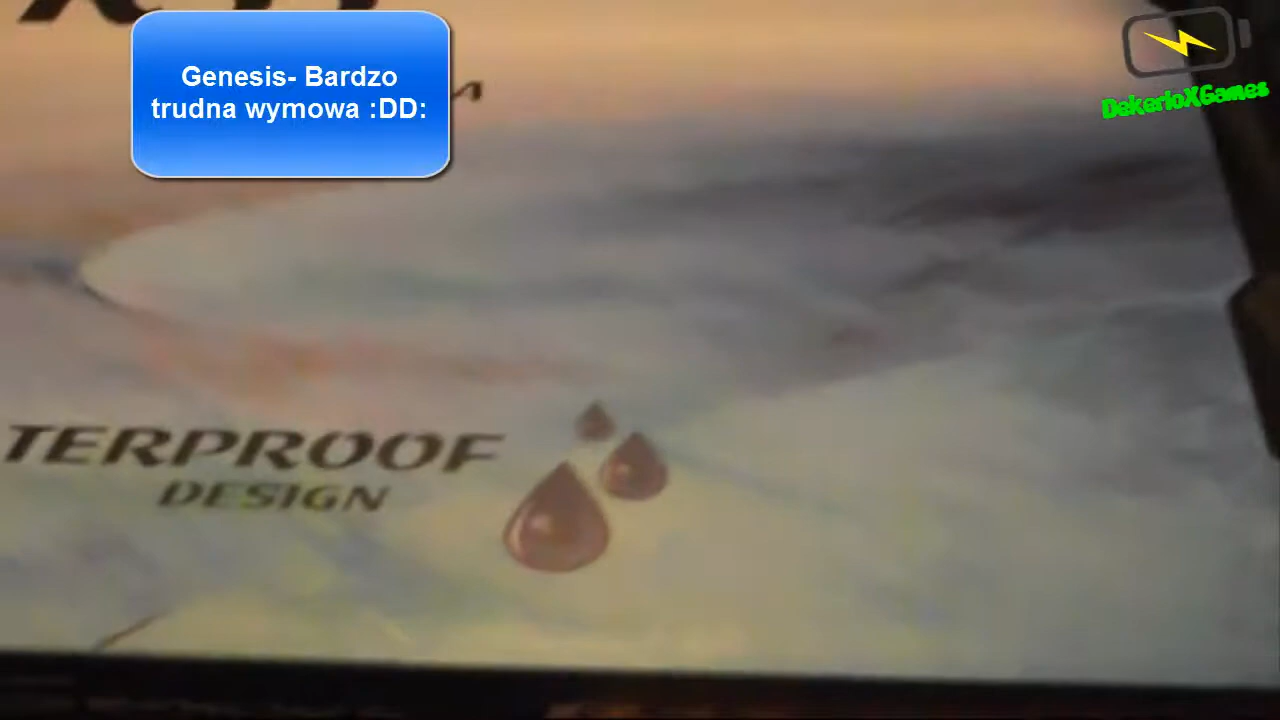 Genesis- Bardzo
trudna wymowa :DD:
DekerloXGames
TERPROOF
DESIGN